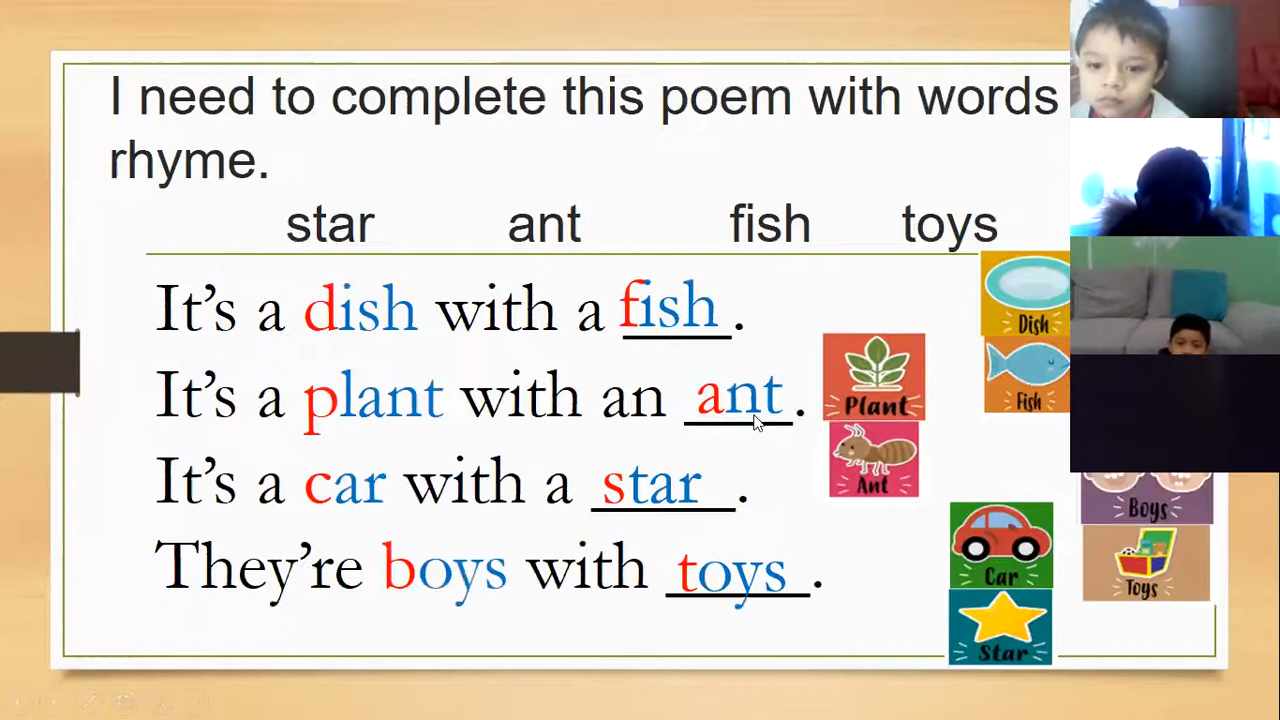 I need to complete this poem with words
rhyme.
star ant fish toys
It's a dish with a fish.
It's a plant with an ant.
It's a car with a star.
They're boys with toys.
Dish
Fish
Plant
Ant
Boys
Toys
Car
Star